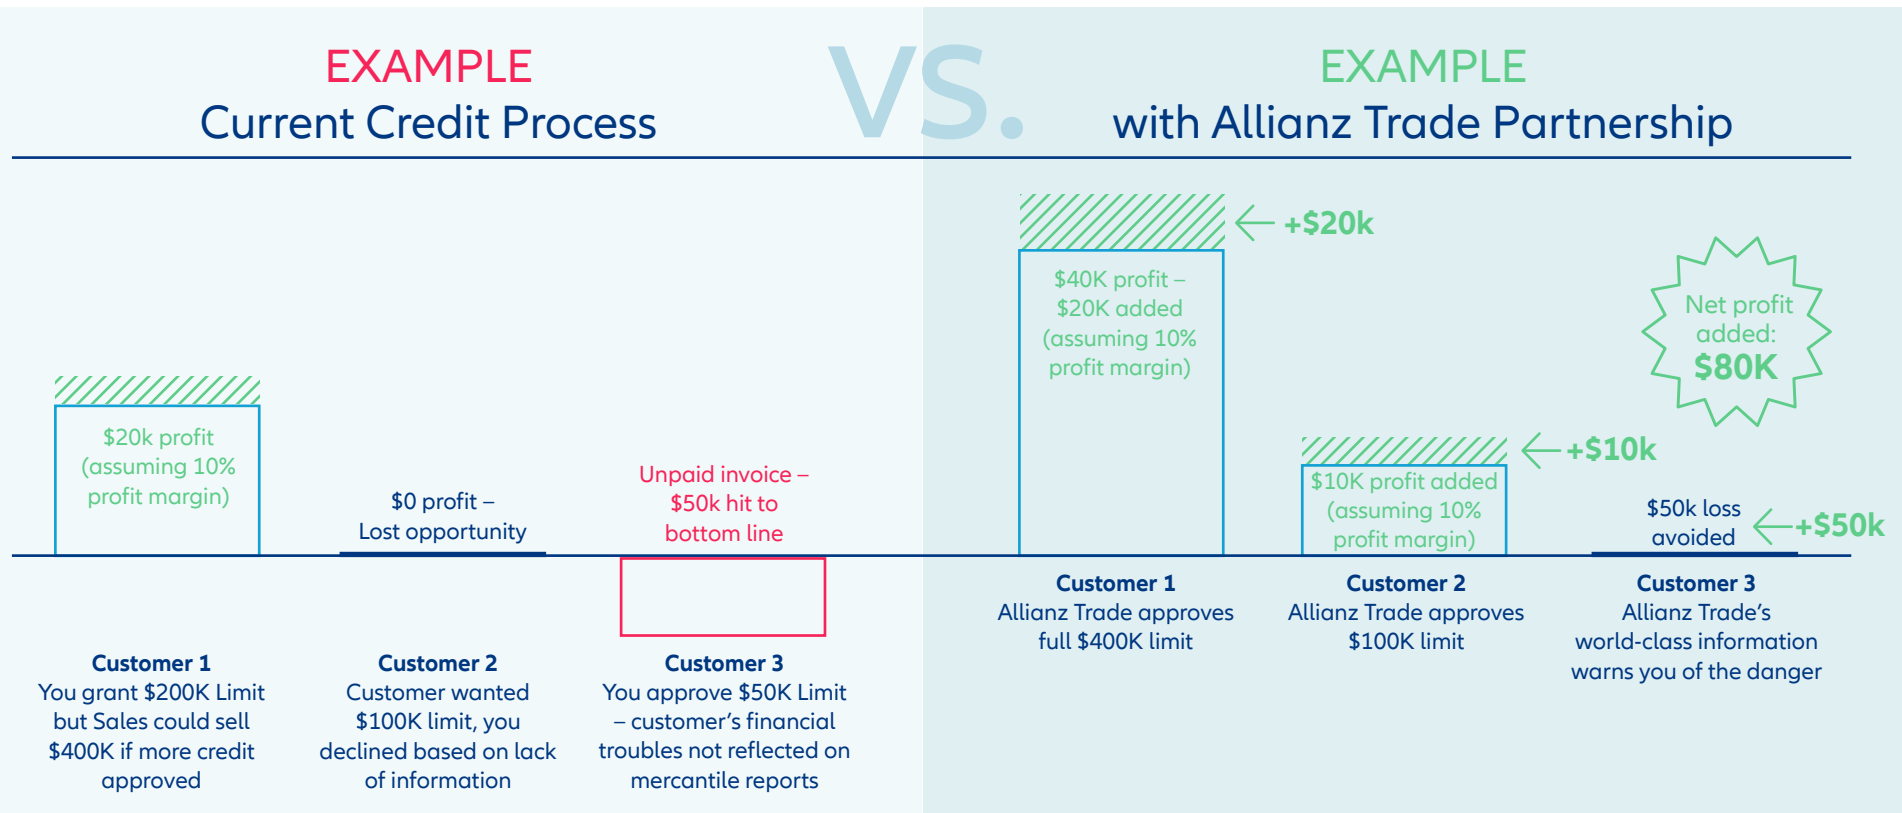 EXAMPLE
Current Credit Process
VS.
EXAMPLE
with Allianz Trade Partnership
$20k profit
(assuming 10%
profit margin)
$0 profit –
Lost opportunity
Unpaid invoice –
$50k hit to
bottom line
Customer 1
You grant $200K Limit
but Sales could sell
$400K if more credit
approved
Customer 2
Customer wanted
$100K limit, you
declined based on lack
of information
Customer 3
You approve $50K Limit
– customer’s financial
troubles not reflected on
mercantile reports
+$20k
$40K profit –
$20K added
(assuming 10%
profit margin)
+$10k
$10K profit added
(assuming 10%
profit margin)
Net profit
added:
$80K
$50k loss
avoided
+$50k
Customer 1
Allianz Trade approves
full $400K limit
Customer 2
Allianz Trade approves
$100K limit
Customer 3
Allianz Trade’s
world-class information
warns you of the danger